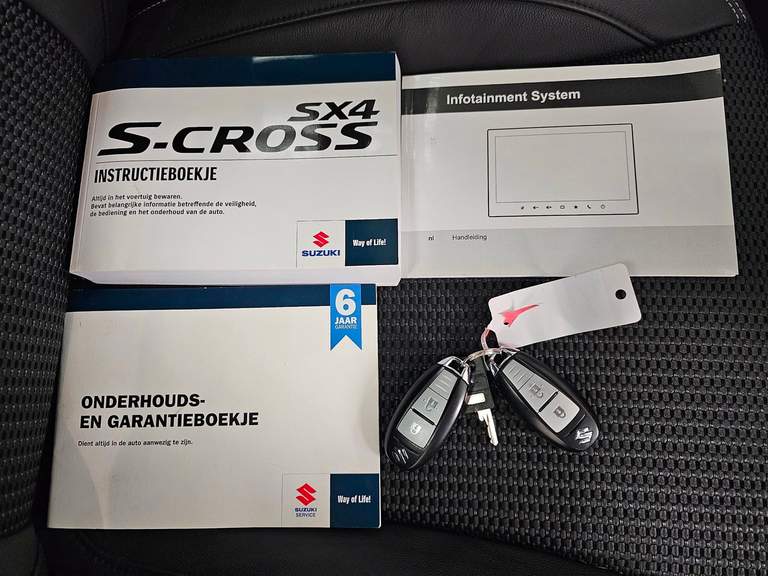 SX4
S-CROSS
INSTRUCTIEBOEKJE
Altijd in het voertuig bewaren.
Bevat belangrijke informatie betreffende de veiligheid,
de bediening en het onderhoud van de auto.
SUZUKI
Way of Life!
Infotainment System
nl Handleiding
6
JAAR
GARANTIE
ONDERHOUDS-
EN GARANTIEBOEKJE
Dient altijd in de auto aanwezig te zijn.
SUZUKI
SERVICE
Way of Life!